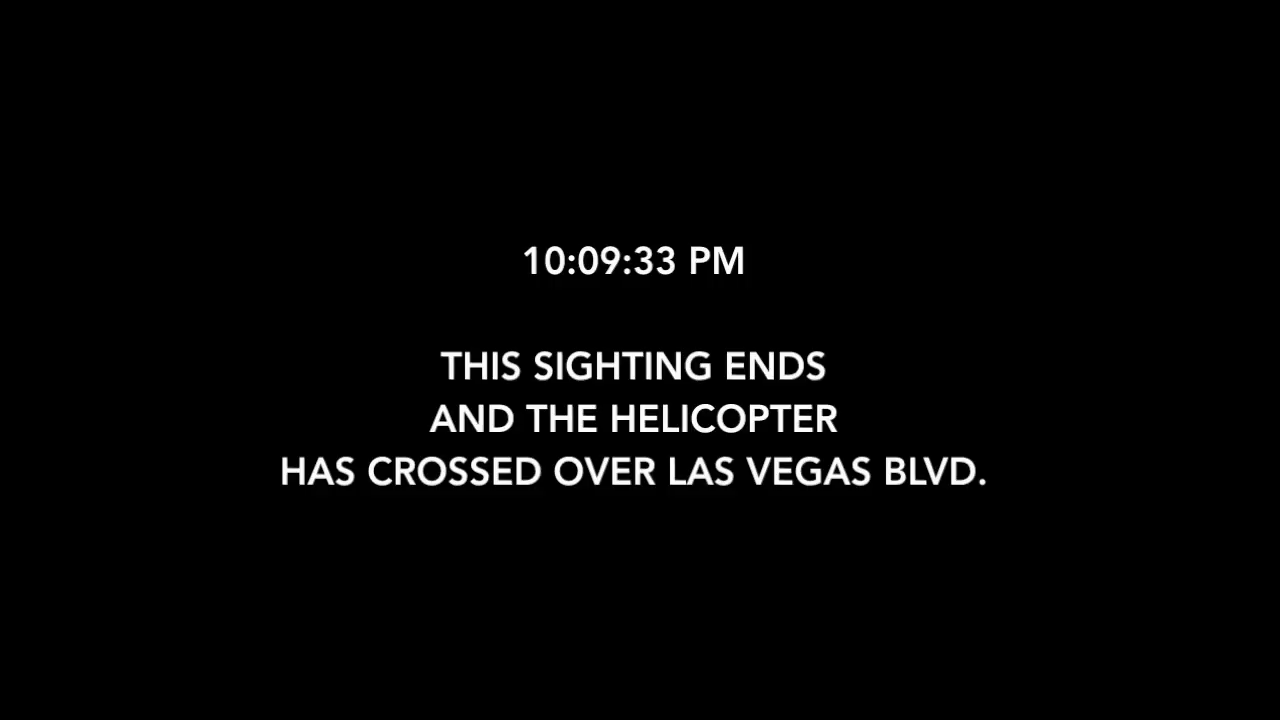 10:09:33 PM
THIS SIGHTING ENDS
AND THE HELICOPTER
HAS CROSSED OVER LAS VEGAS BLVD.